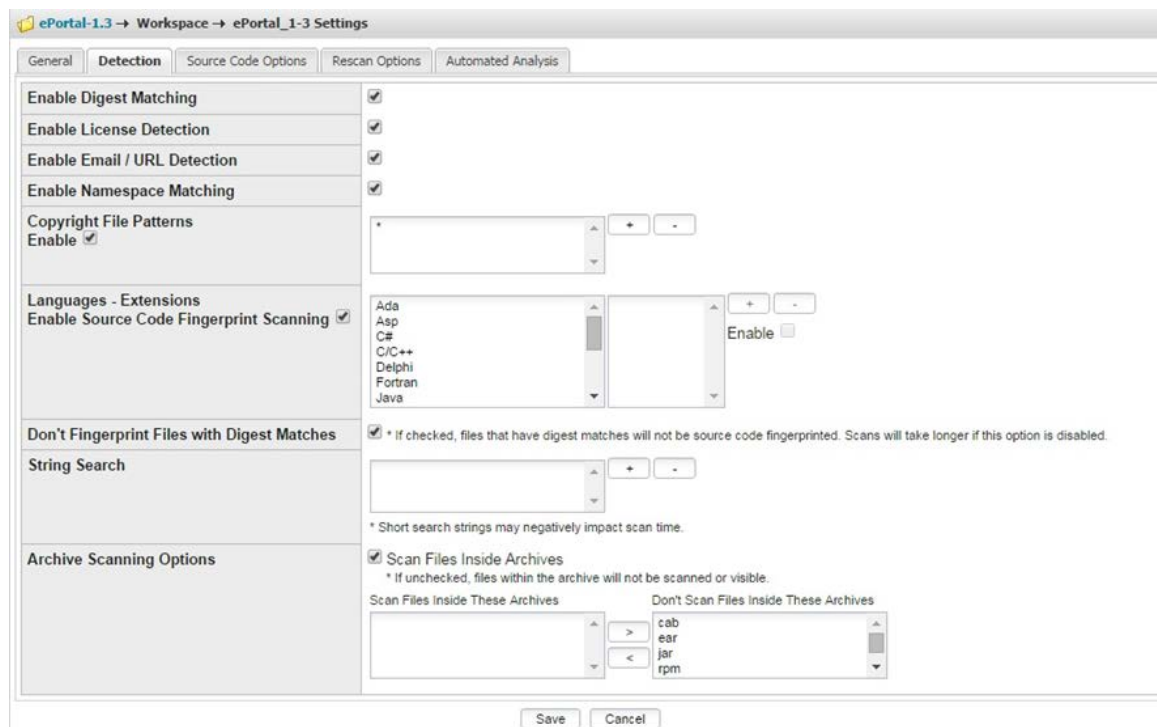 ePortal-1.3 → Workspace → ePortal_1-3 Settings
General Detection Source Code Options Rescan Options Automated Analysis
Enable Digest Matching
Enable License Detection
Enable Email / URL Detection
Enable Namespace Matching
Copyright File Patterns
Enable
*
+ -
Languages - Extensions
Enable Source Code Fingerprint Scanning
Ada
Asp
C#
C/C++
Delphi
Fortran
Java
+ -
Enable
Don't Fingerprint Files with Digest Matches
* If checked, files that have digest matches will not be source code fingerprinted. Scans will take longer if this option is disabled.
String Search
+ -
* Short search strings may negatively impact scan time.
Archive Scanning Options
Scan Files Inside Archives
* If unchecked, files within the archive will not be scanned or visible.
Scan Files Inside These Archives
Don't Scan Files Inside These Archives
>
<
cab
ear
jar
rpm
Save Cancel